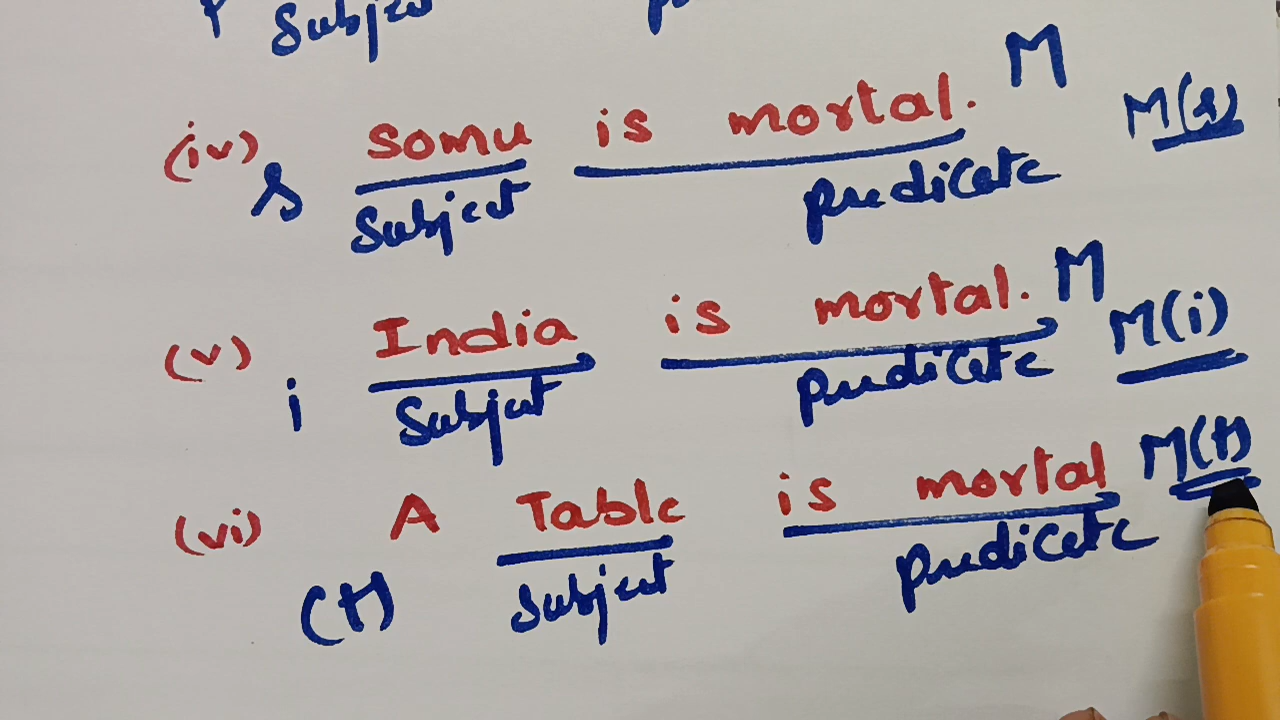 Subject
(iv) Somu is mortal. M M(s)
s Subject predicate
(v) India is mortal. M M(i)
i Subject predicate
(vi) A Table is mortal M(t)
(t) Subject predicate